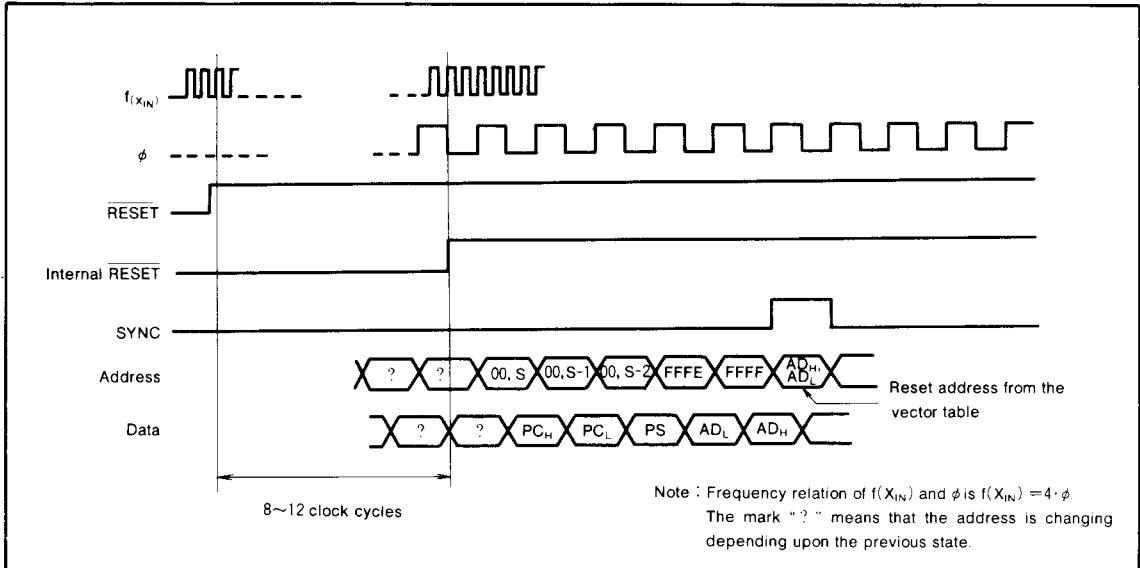 f(XIN)
ϕ
RESET
Internal RESET
SYNC
Address ? ? 00, S 00, S-1 00, S-2 FFFE FFFF ADH, ADL
Reset address from the
vector table
Data ? ? PCH PCL PS ADL ADH
8~12 clock cycles
Note : Frequency relation of f(XIN) and ϕ is f(XIN) =4·ϕ.
The mark "?" means that the address is changing
depending upon the previous state.